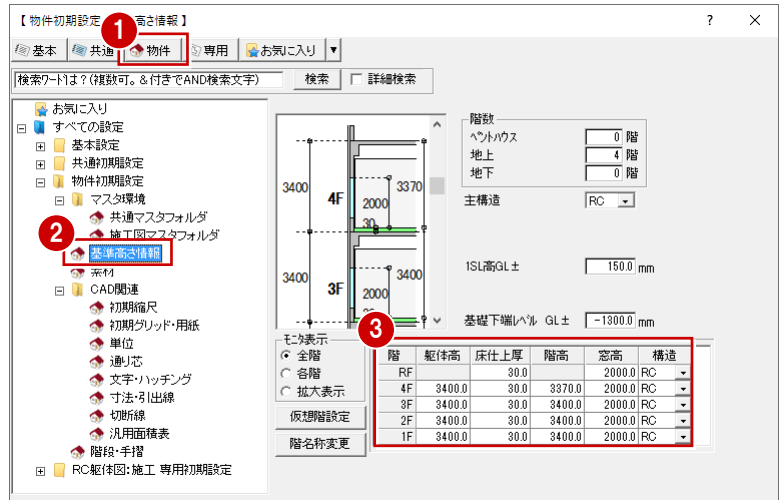 【 物件初期設定 高さ情報 】 ? ×
1
基本 共通 物件 専用 お気に入り ▼
検索ワードは?(複数可。＆付きでAND検索文字) 検索 詳細検索
お気に入り
すべての設定
基本設定
共通初期設定
物件初期設定
マスタ環境
共通マスタフォルダ
施工図マスタフォルダ
2
基準高さ情報
素材
CAD関連
初期縮尺
初期グリッド・用紙
単位
通り芯
文字・ハッチング
寸法・引出線
切断線
汎用面積表
階段・手摺
RC躯体図:施工 専用初期設定
3400 4F 2000 3370
30
3400 3F 2000 3400
階数
ペントハウス 0 階
地上 4 階
地下 0 階
主構造 RC
1SL高GL± 150.0 mm
基礎下端レベル GL± -1300.0 mm
モニタ表示
全階
各階
拡大表示
仮想階設定
階名称変更
3
階 躯体高 床仕上厚 階高 窓高 構造
RF 30.0 2000.0 RC
4F 3400.0 30.0 3370.0 2000.0 RC
3F 3400.0 30.0 3400.0 2000.0 RC
2F 3400.0 30.0 3400.0 2000.0 RC
1F 3400.0 30.0 3400.0 2000.0 RC